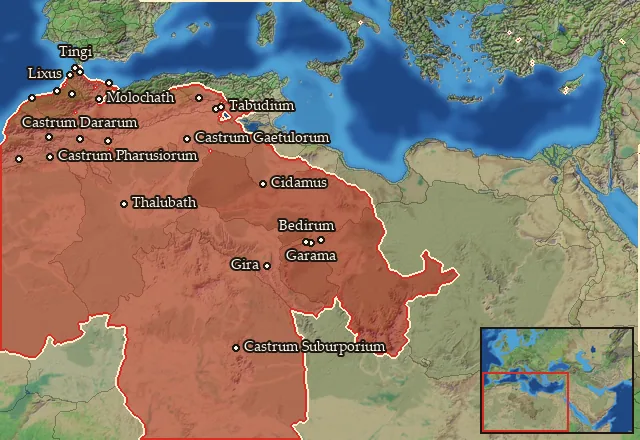 Tingi
Lixus
Molochath
Tabudium
Castrum Dararum
Castrum Gaetulorum
Castrum Pharusiorum
Cidamus
Thalubath
Bedirum
Garama
Gira
Castrum Suburporium